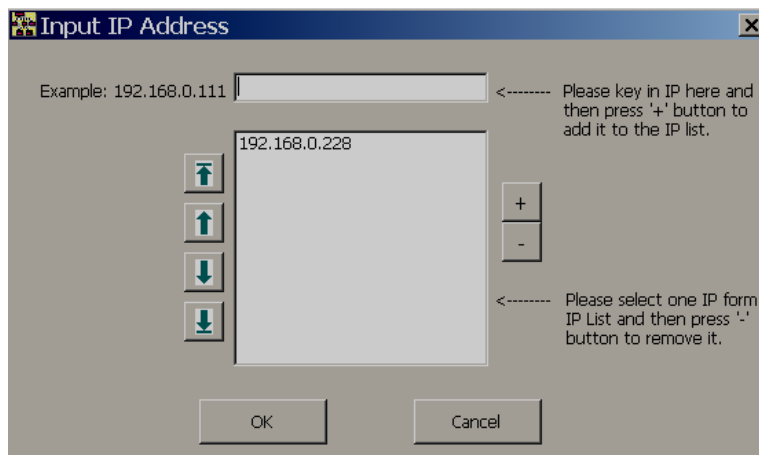 Input IP Address
Example: 192.168.0.111
<-------- Please key in IP here and
then press '+' button to
add it to the IP list.
192.168.0.228
+
-
<-------- Please select one IP form
IP List and then press '-'
button to remove it.
OK
Cancel